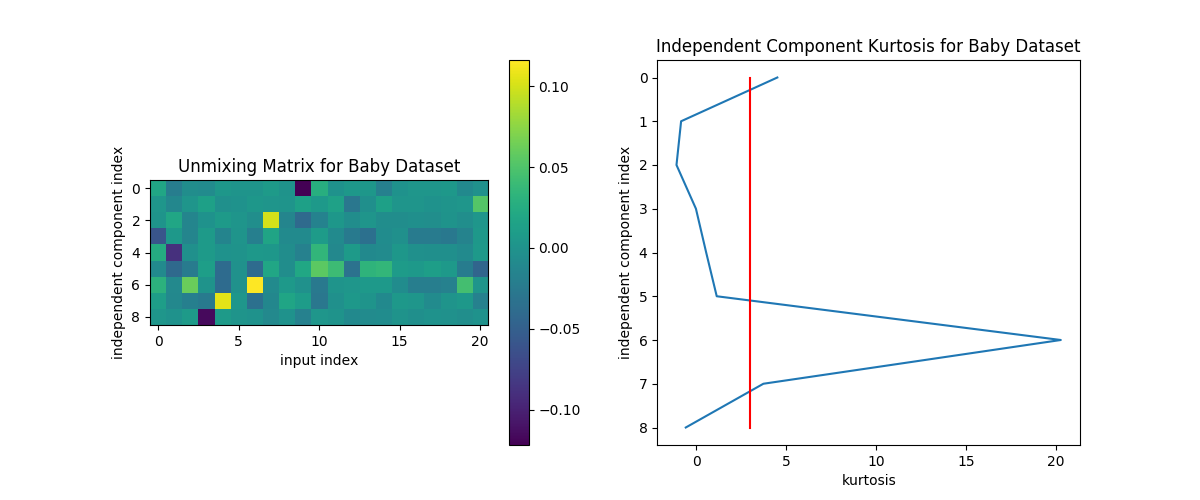 Unmixing Matrix for Baby Dataset
independent component index
0
2
4
6
8
0 5 10 15 20
input index
0.10
0.05
0.00
−0.05
−0.10
Independent Component Kurtosis for Baby Dataset
independent component index
0
1
2
3
4
5
6
7
8
0 5 10 15 20
kurtosis